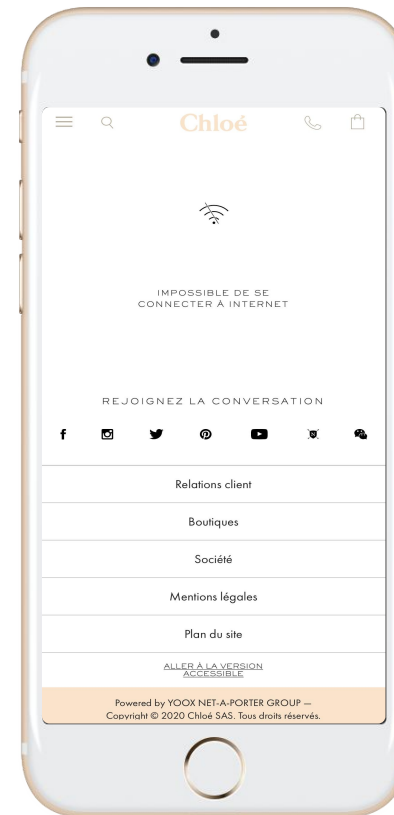 Chloé
IMPOSSIBLE DE SE
CONNECTER À INTERNET
REJOIGNEZ LA CONVERSATION
Relations client
Boutiques
Société
Mentions légales
Plan du site
ALLER À LA VERSION
ACCESSIBLE
Powered by YOOX NET-A-PORTER GROUP —
Copyright © 2020 Chloé SAS. Tous droits réservés.